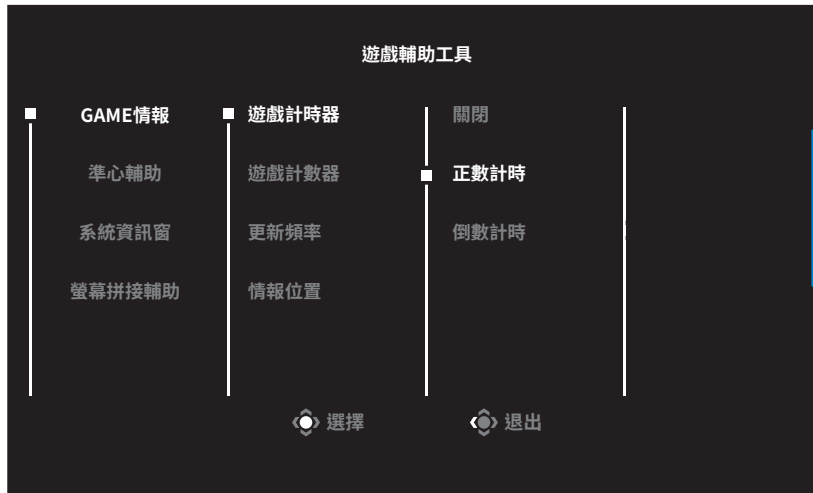 遊戲輔助工具
GAME情報 遊戲計時器 關閉
準心輔助 遊戲計數器 正數計時
系統資訊窗 更新頻率 倒數計時
螢幕拼接輔助 情報位置
選擇 退出